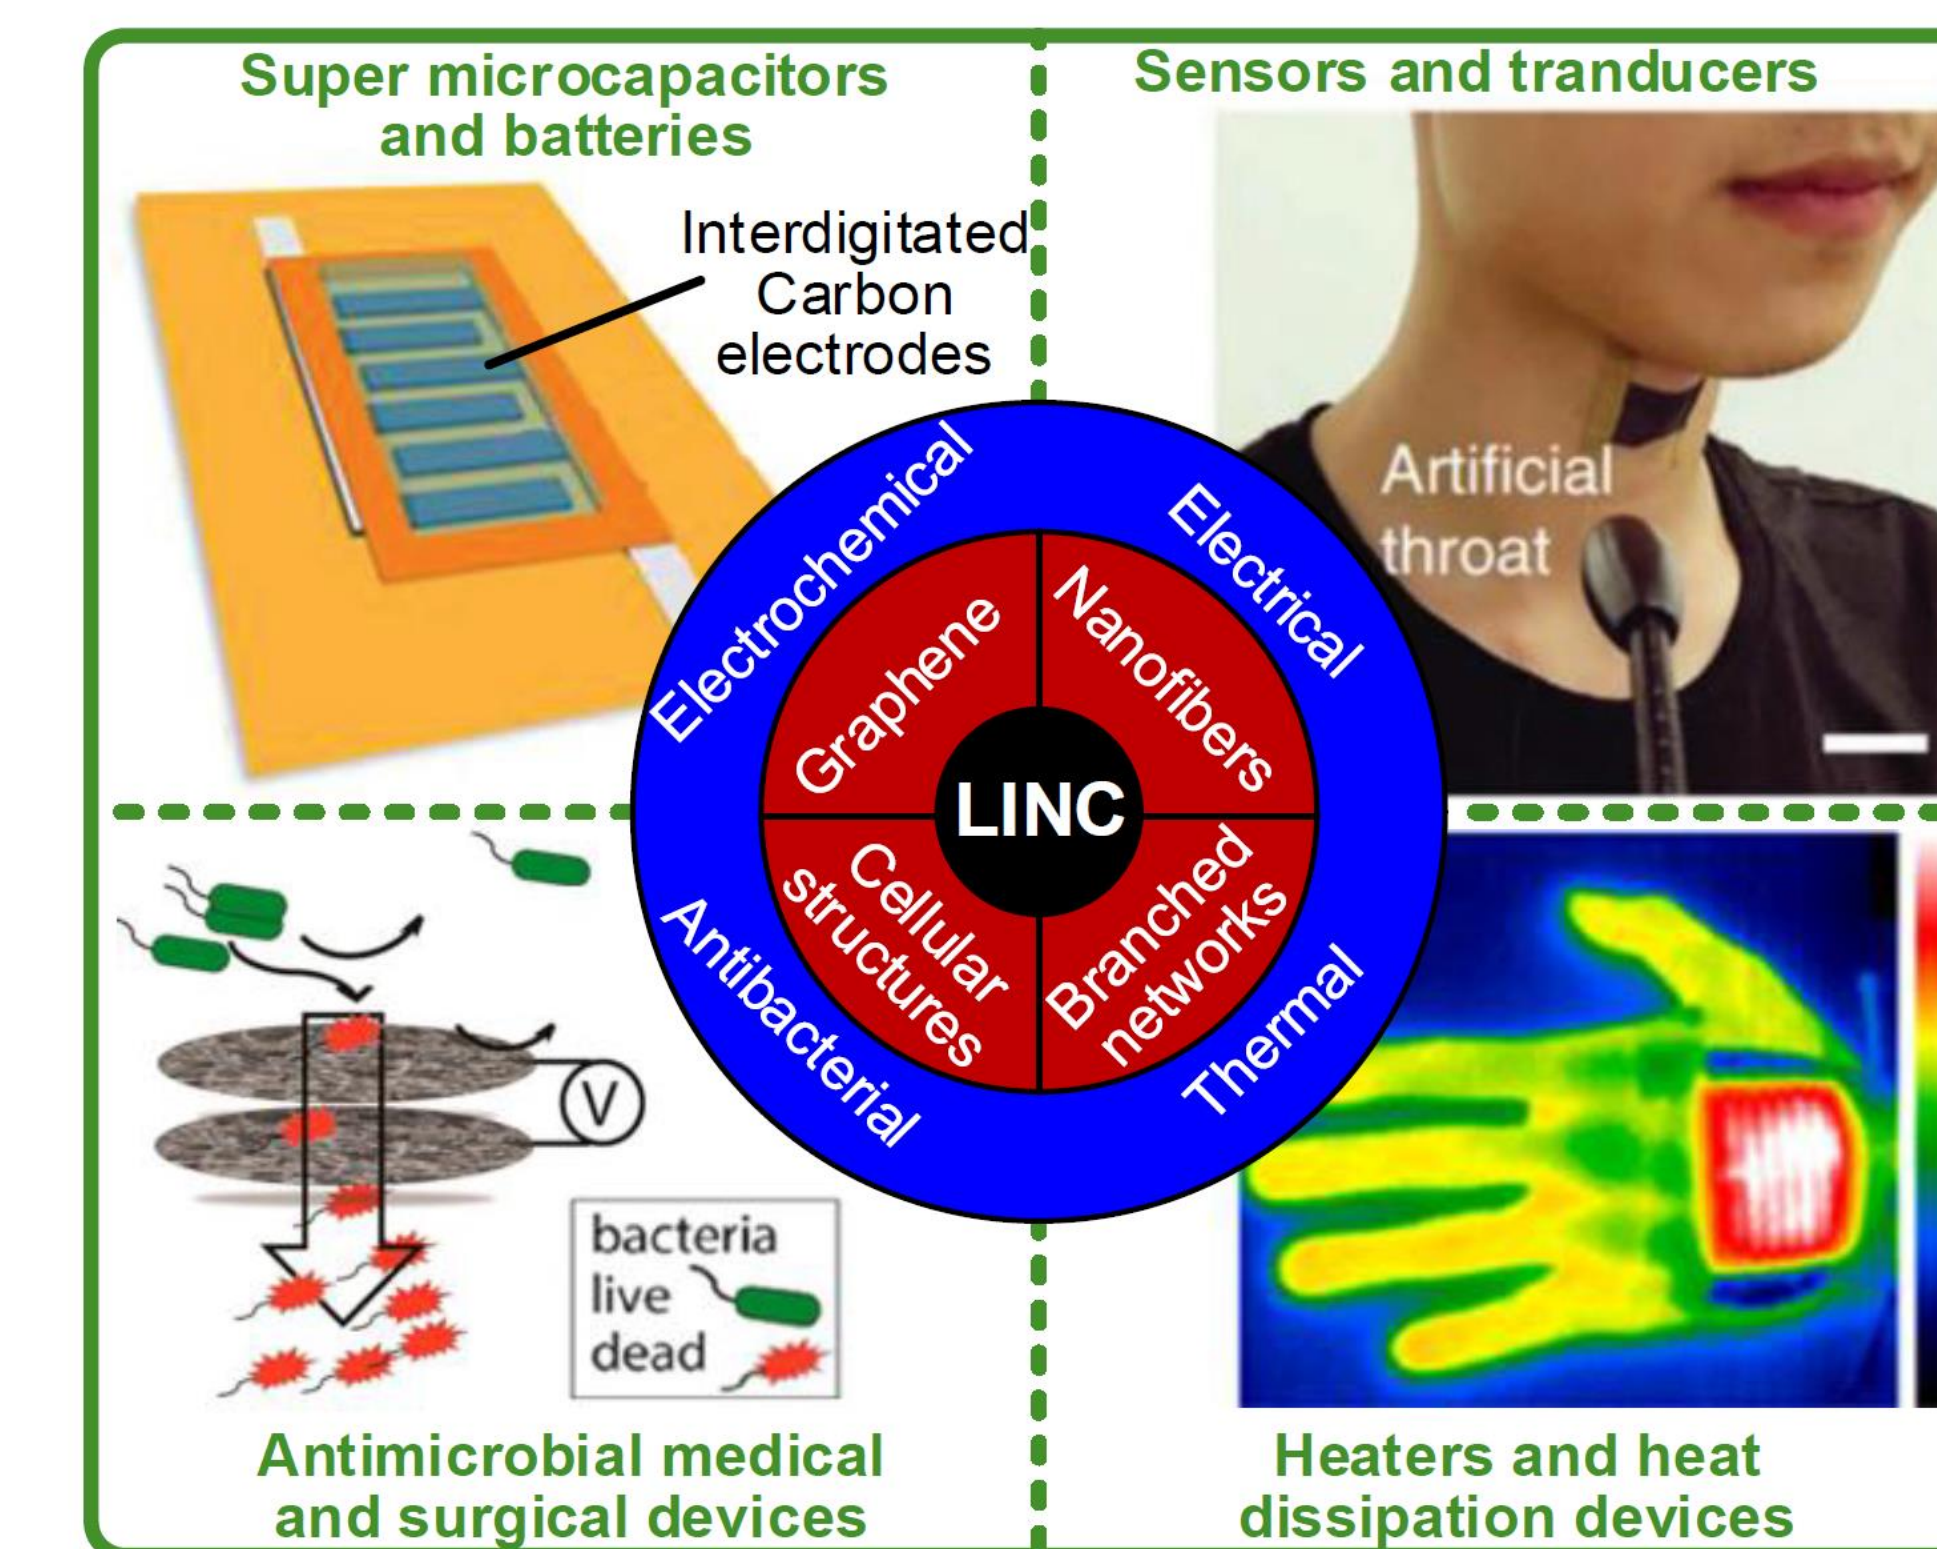 Super microcapacitors
and batteries
Interdigitated
Carbon
electrodes
Sensors and tranducers
Artificial
throat
Electrochemical
Electrical
Graphene
Nanofibers
LINC
Cellular
structures
Branched
networks
Antibacterial
Thermal
V
bacteria
live
dead
Antimicrobial medical
and surgical devices
Heaters and heat
dissipation devices